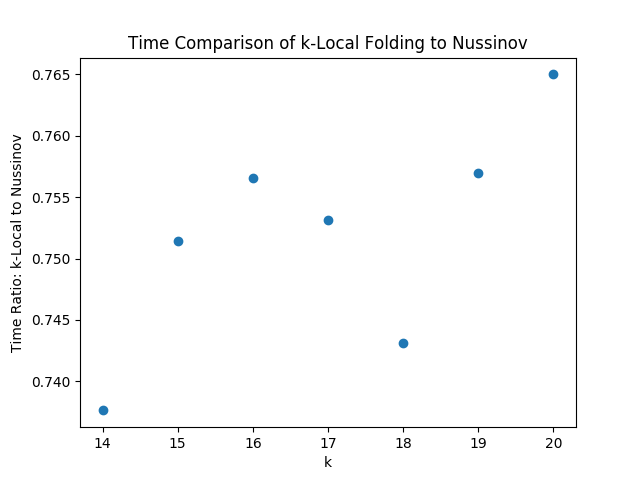 Time Comparison of k-Local Folding to Nussinov
0.765
0.760
0.755
0.750
0.745
0.740
Time Ratio: k-Local to Nussinov
14 15 16 17 18 19 20
k